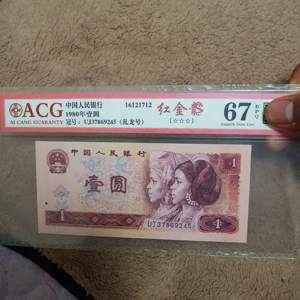 ACG
AI CANG GUARANTY
中国人民银行 16121712
1980年壹圆
冠号:UJ37869245 (乱龙号)
红金
(☆☆☆)
67
EPQ
Superb Gem Unc
中国人民银行
壹圆
1
1
UJ37869245